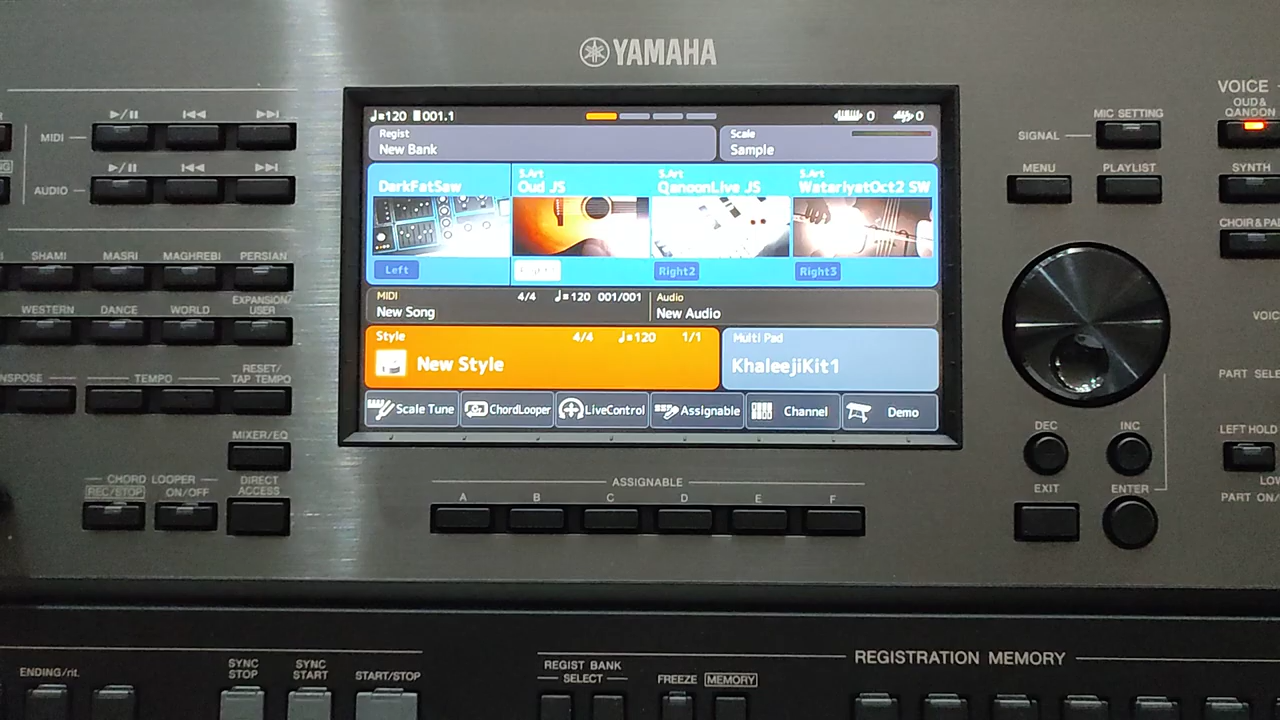 YAMAHA
♩=120 001.1 0 0
Regist
New Bank
Scale
Sample
DarkFatSaw
S.Art
Oud JS
S.Art
QanoonLive JS
S.Art
WatariyatOct2 SW
Left
Right2
Right3
MIDI 4/4 ♩=120 001/001
New Song
Audio
New Audio
Style 4/4 ♩=120 1/1
New Style
Multi Pad
KhaleejiKit1
Scale Tune
ChordLooper
LiveControl
Assignable
Channel
Demo
MIDI
AUDIO
SHAMI
MASRI
MAGHREBI
PERSIAN
WESTERN
DANCE
WORLD
EXPANSION/
USER
TEMPO
RESET/
TAP TEMPO
MIXER/EQ
CHORD LOOPER
REC/STOP
ON/OFF
DIRECT
ACCESS
ASSIGNABLE
A B C D E F
VOICE
OUD &
QANOON
MIC SETTING
SIGNAL
MENU
PLAYLIST
SYNTH
DEC
INC
EXIT
ENTER
LEFT HOLD
ENDING/rit.
SYNC
STOP
SYNC
START
START/STOP
REGIST BANK
SELECT
FREEZE
MEMORY
REGISTRATION MEMORY